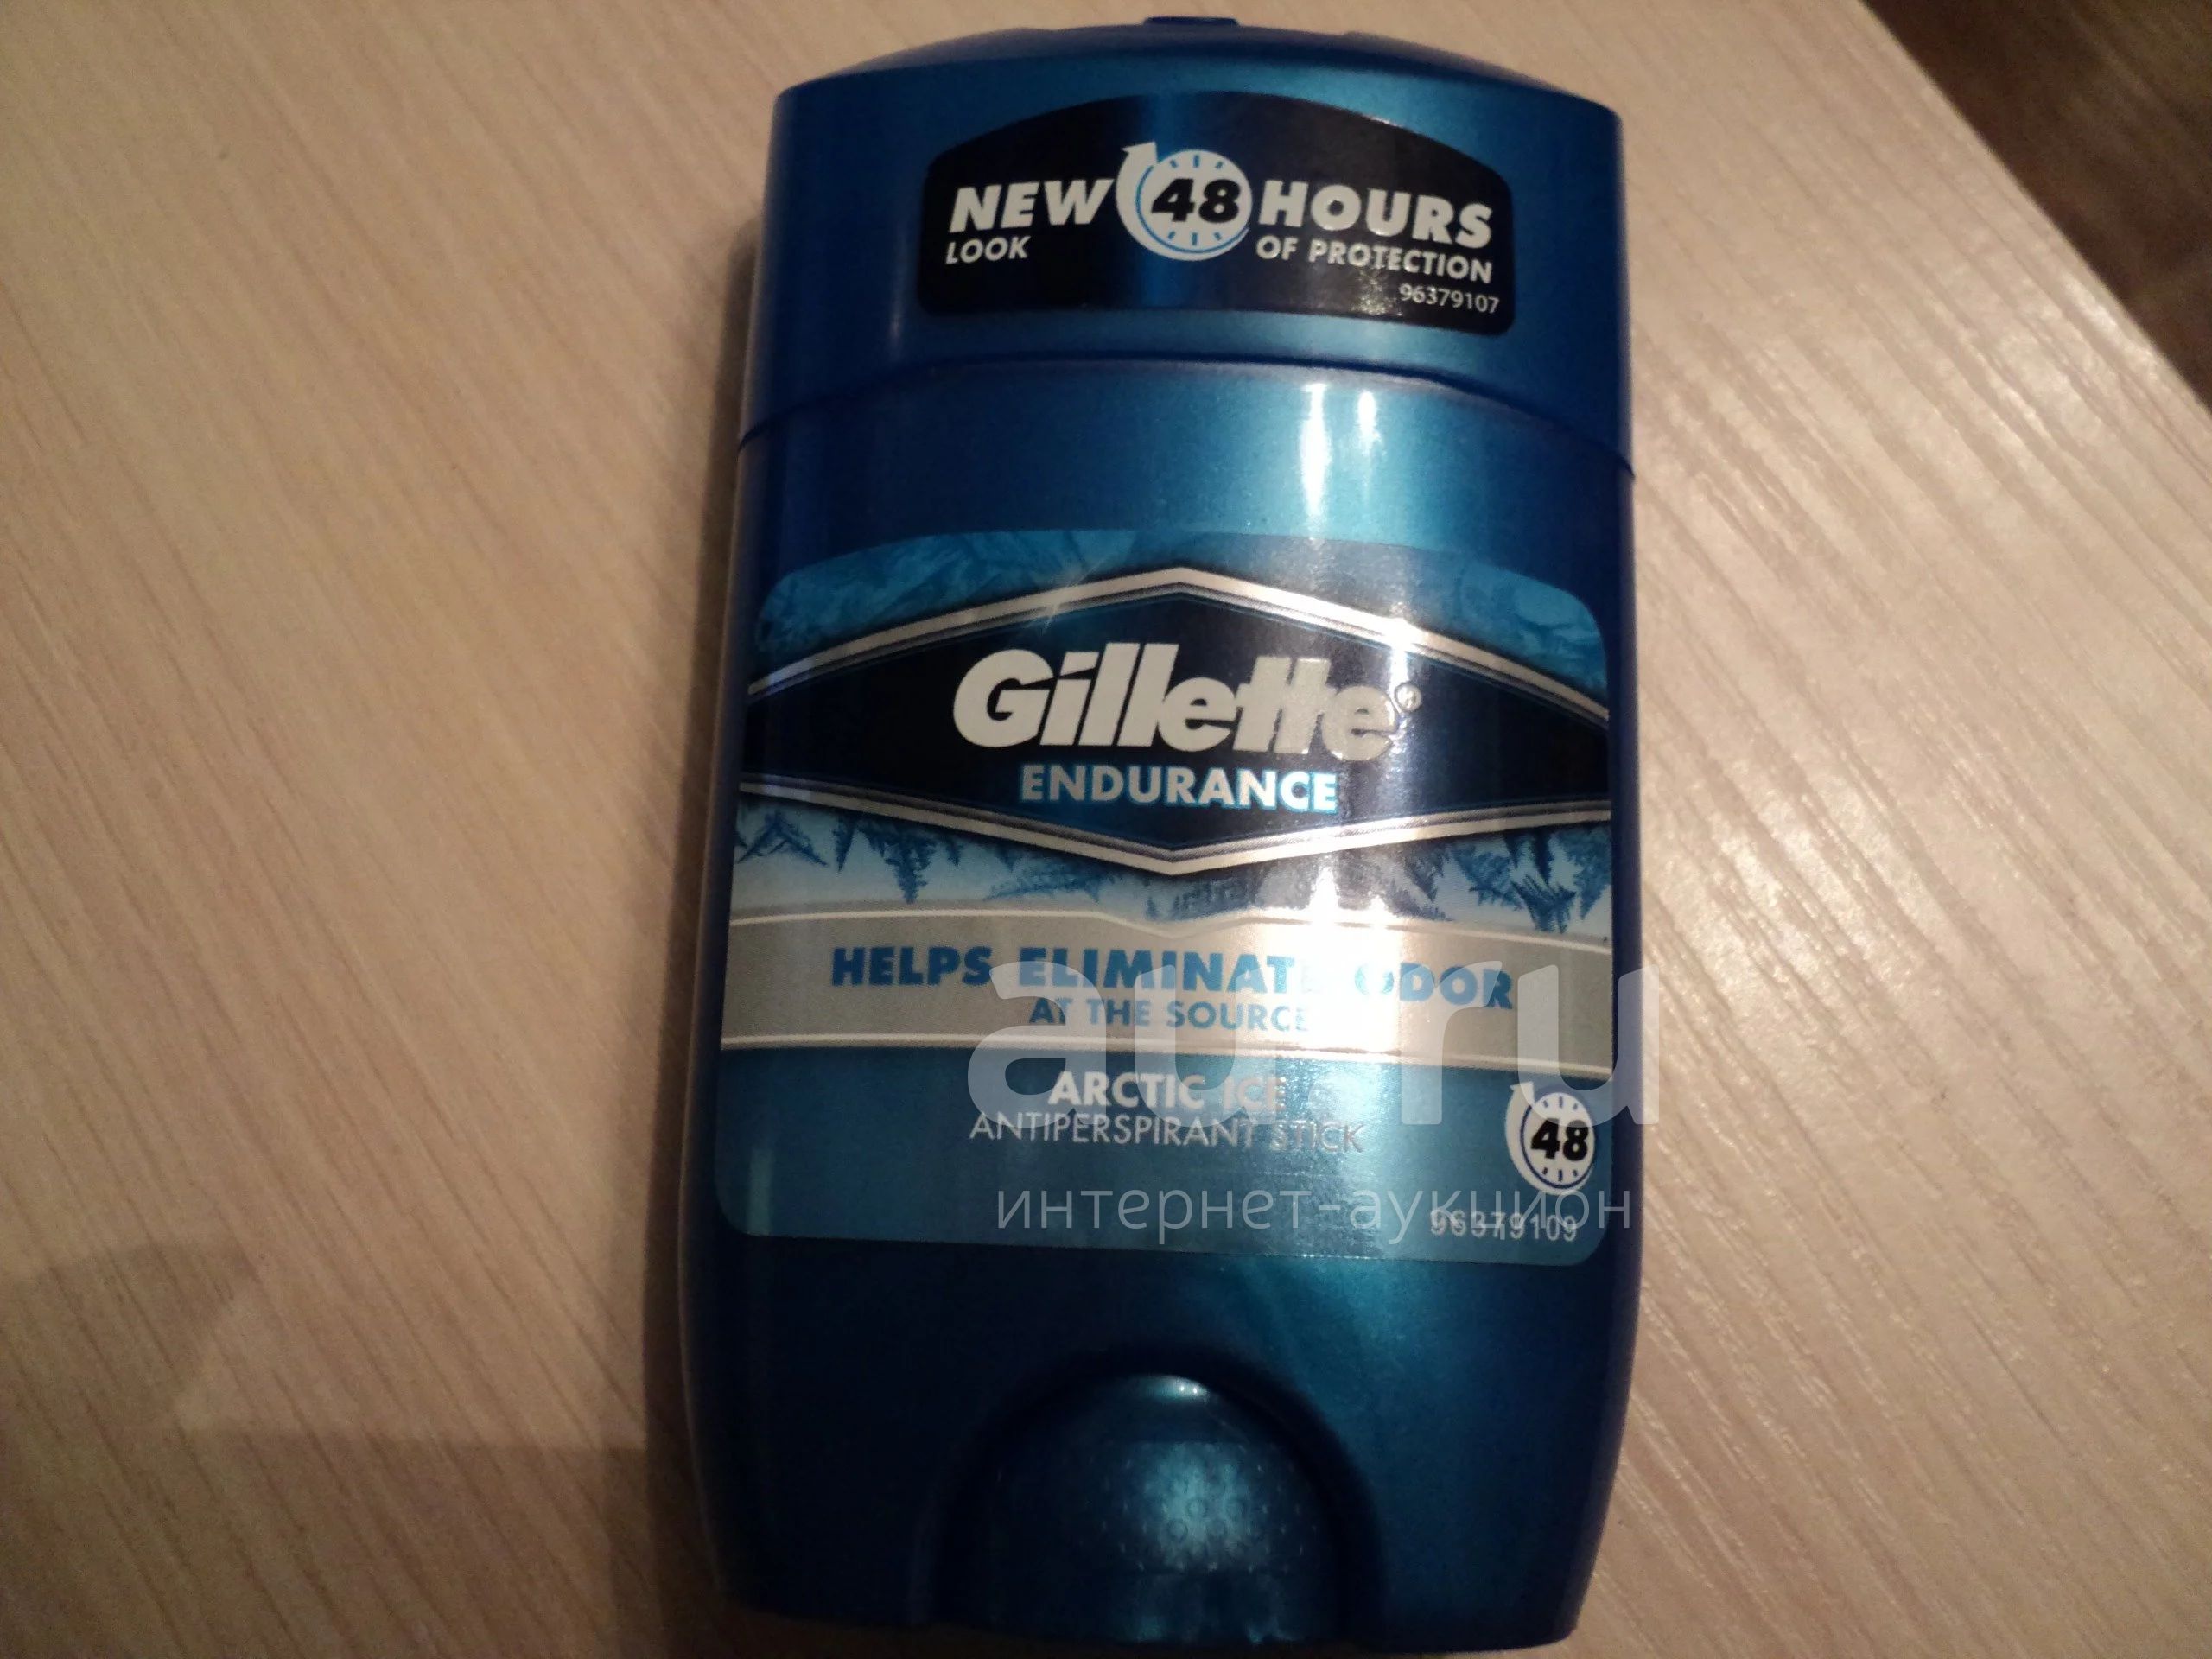 NEW 48 HOURS
LOOK OF PROTECTION
96379107
Gillette®
ENDURANCE
HELPS ELIMINATE ODOR
AT THE SOURCE
ARCTIC ICE
ANTIPERSPIRANT STICK
48
96379109
au.ru
интернет-аукцион